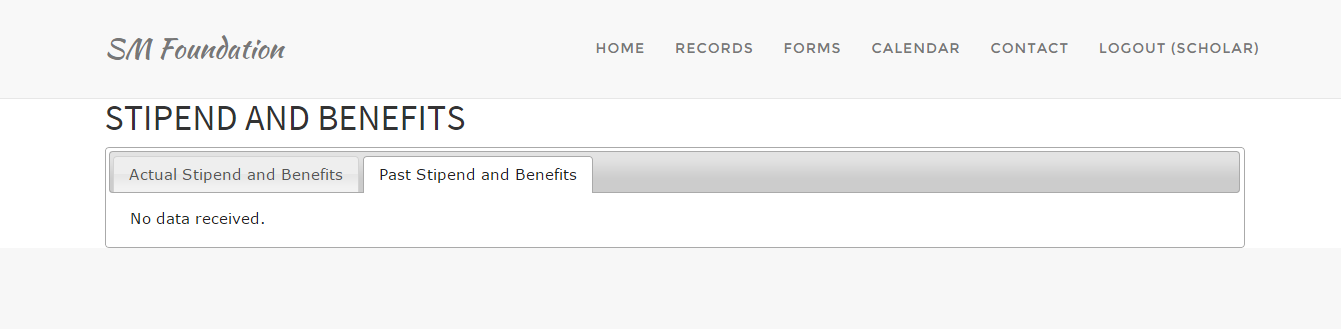 SM Foundation
HOME RECORDS FORMS CALENDAR CONTACT LOGOUT (SCHOLAR)
STIPEND AND BENEFITS
Actual Stipend and Benefits Past Stipend and Benefits
No data received.